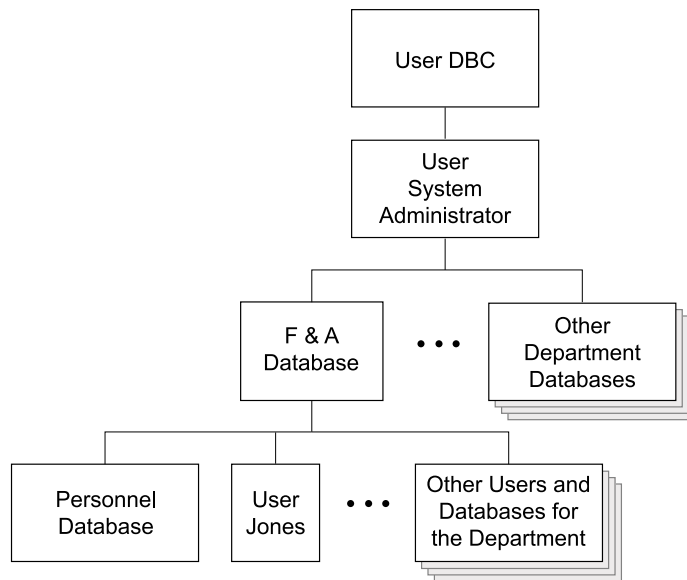 User DBC
User
System
Administrator
F & A
Database
Other
Department
Databases
Personnel
Database
User
Jones
Other Users and
Databases for
the Department